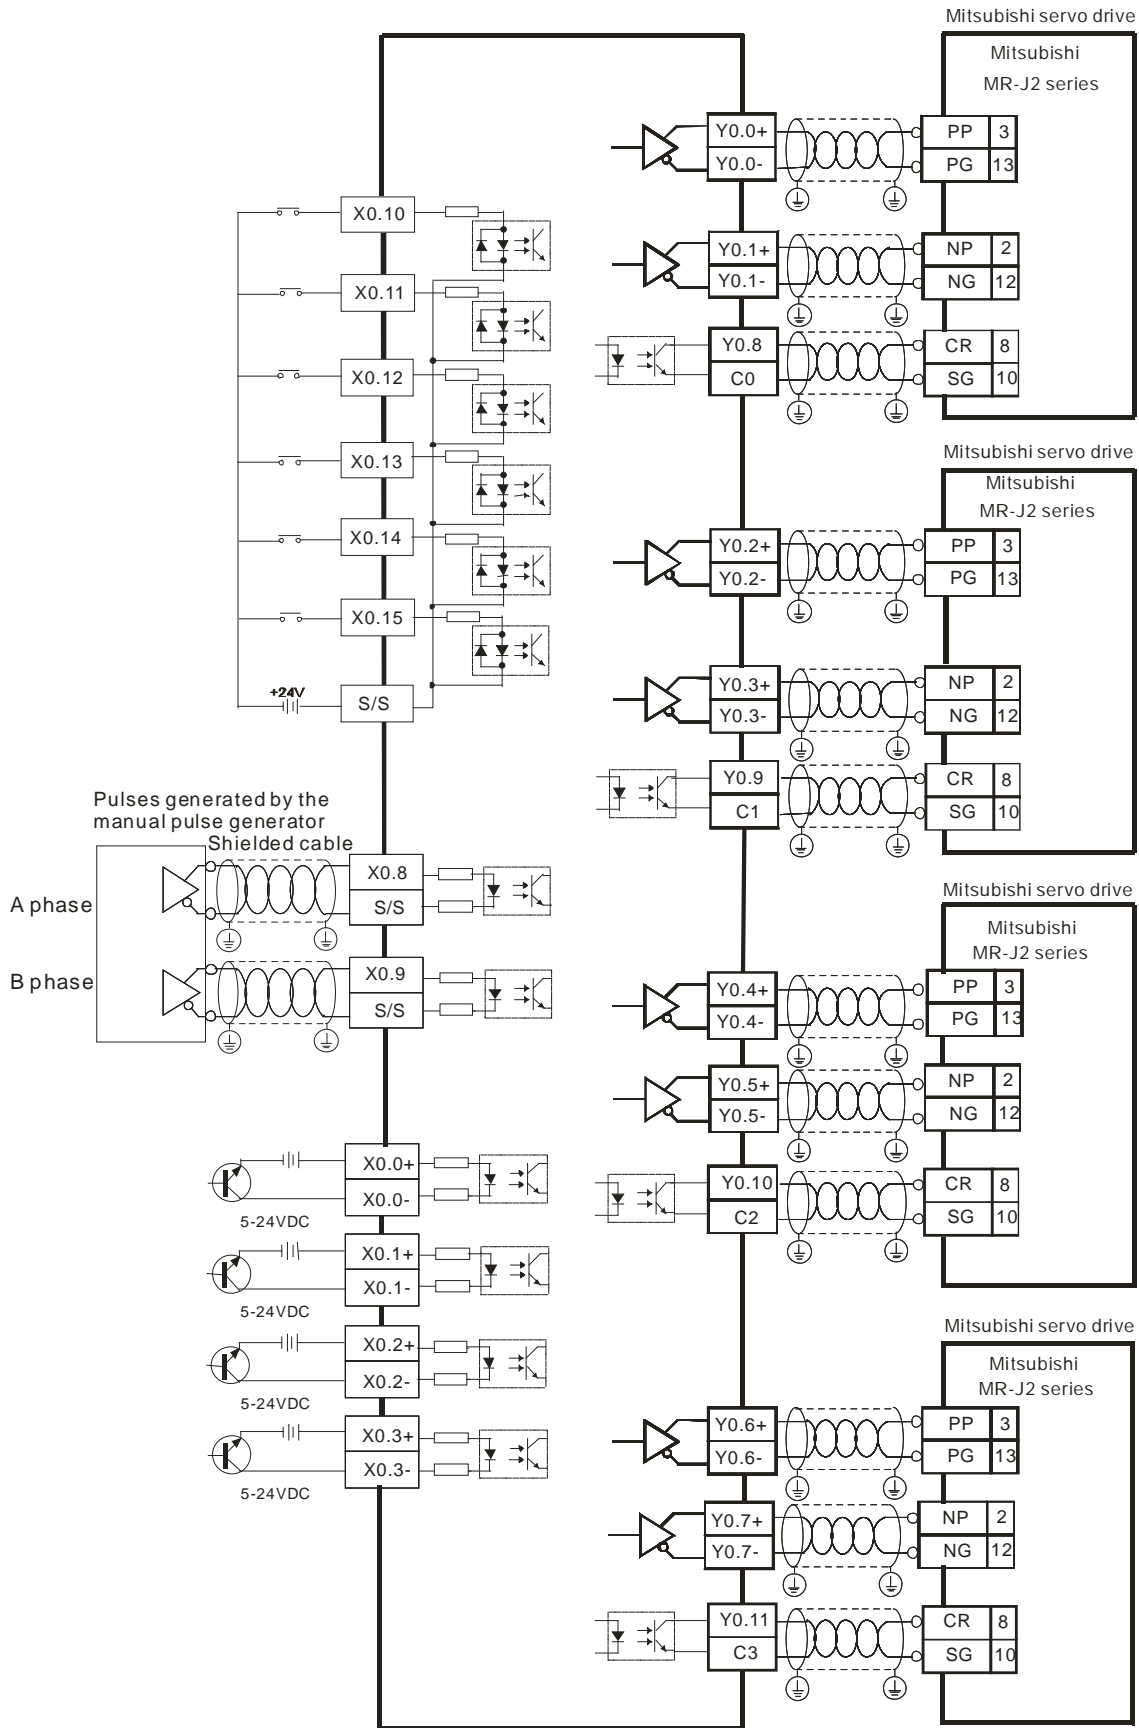 Mitsubishi servo drive
Mitsubishi
MR-J2 series
Y0.0+
Y0.0-
PP 3
PG 13
Y0.1+
Y0.1-
NP 2
NG 12
Y0.8
C0
CR 8
SG 10
X0.10
X0.11
X0.12
X0.13
X0.14
X0.15
+24V
S/S
Mitsubishi servo drive
Mitsubishi
MR-J2 series
Y0.2+
Y0.2-
PP 3
PG 13
Y0.3+
Y0.3-
NP 2
NG 12
Y0.9
C1
CR 8
SG 10
Pulses generated by the
manual pulse generator
Shielded cable
A phase
X0.8
S/S
B phase
X0.9
S/S
Mitsubishi servo drive
Mitsubishi
MR-J2 series
Y0.4+
Y0.4-
PP 3
PG 13
Y0.5+
Y0.5-
NP 2
NG 12
Y0.10
C2
CR 8
SG 10
X0.0+
X0.0-
5-24VDC
X0.1+
X0.1-
5-24VDC
X0.2+
X0.2-
5-24VDC
X0.3+
X0.3-
5-24VDC
Mitsubishi servo drive
Mitsubishi
MR-J2 series
Y0.6+
Y0.6-
PP 3
PG 13
Y0.7+
Y0.7-
NP 2
NG 12
Y0.11
C3
CR 8
SG 10